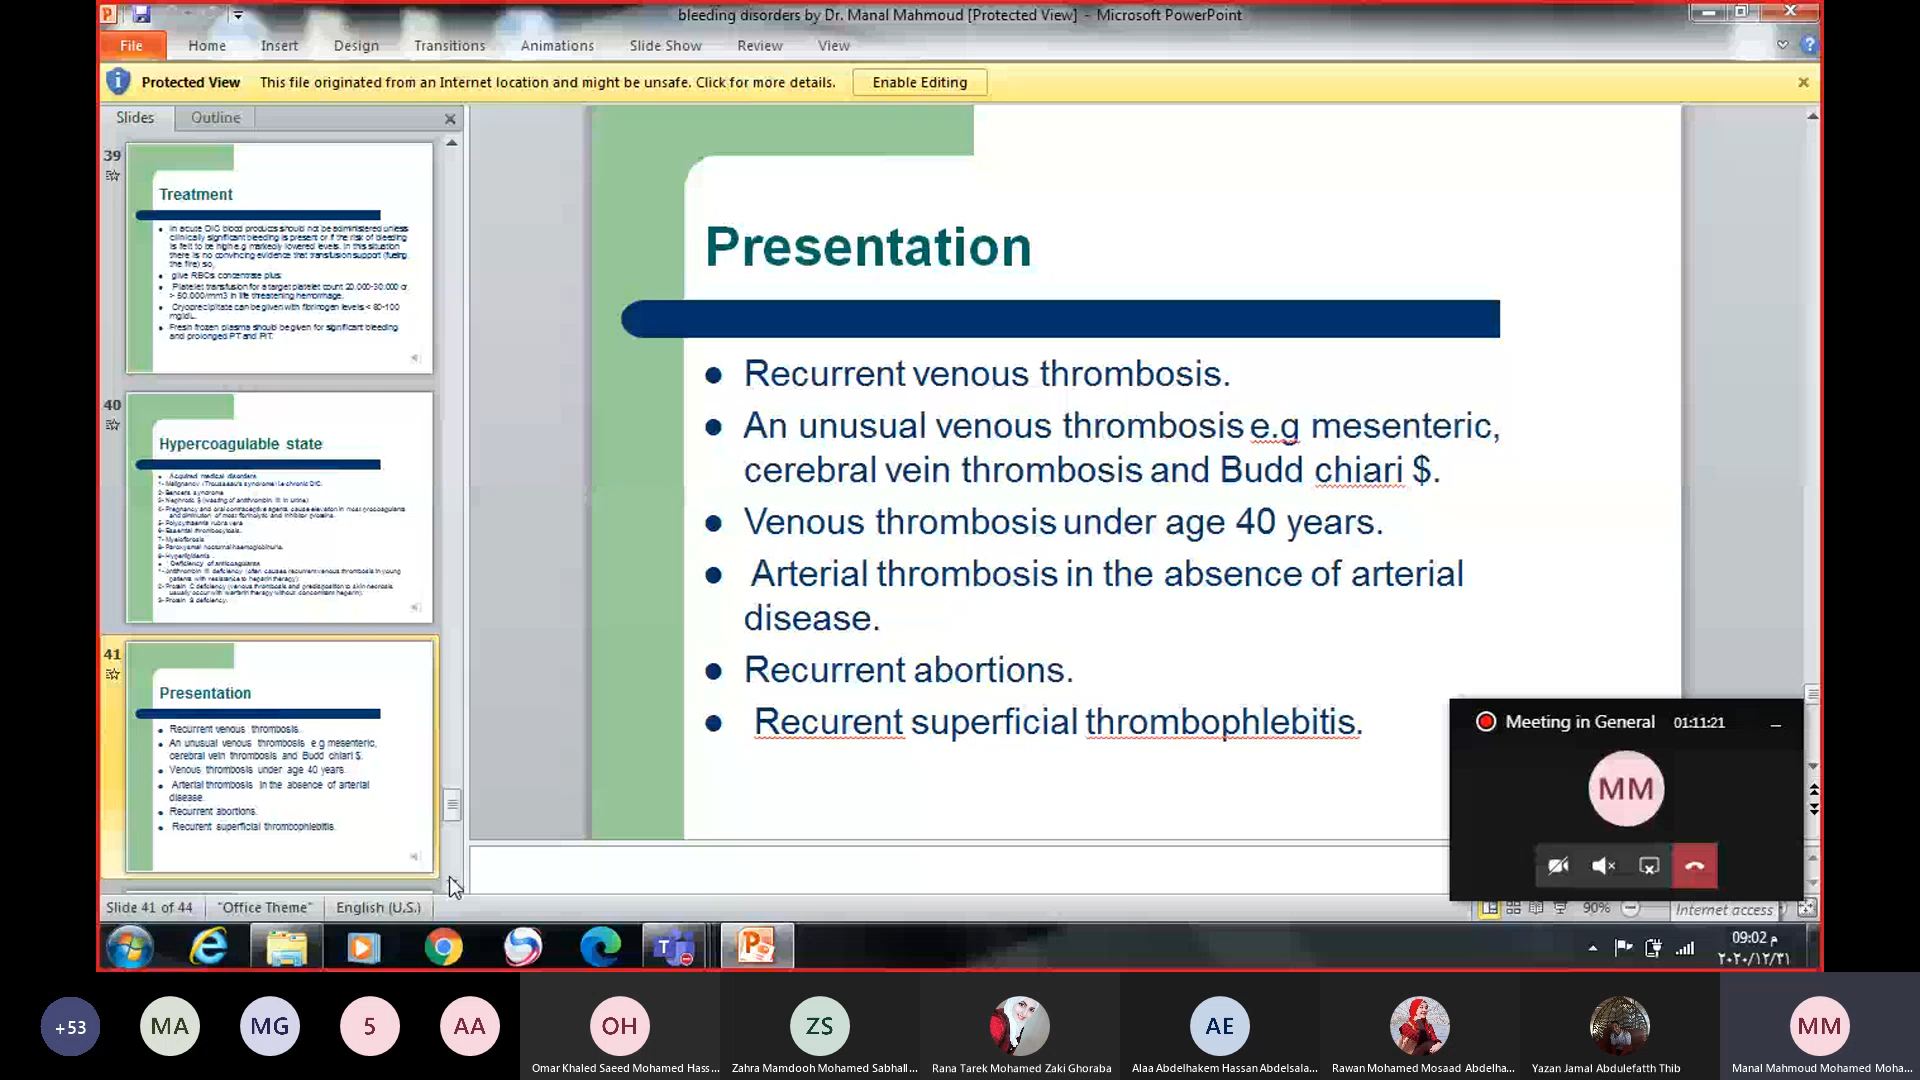 bleeding disorders by Dr. Manal Mahmoud [Protected View] - Microsoft PowerPoint
File Home Insert Design Transitions Animations Slide Show Review View
Protected View This file originated from an Internet location and might be unsafe. Click for more details. Enable Editing
Slides Outline
39
Treatment
in acute DIC blood products should not be administered unless
clinically significant bleeding is present or if the risk of bleeding
is felt to be high e.g markedly lowered levels. In this situation
there is no convincing evidence that transfusion support (fueling
the fire) so,
give RBCs concentrate plus:
Platelet transfusion for a target platelet count 20.000-30.000 or
> 50.000/mm3 in life threatening hemorrhage.
Cryoprecipitate can be given with fibrinogen levels < 80-100
mg/dL.
Fresh frozen plasma should be given for significant bleeding
and prolonged PT and PTT.
40
Hypercoagulable state
Acquired medical disorders
1- Malignancy (Trousseau's syndrome) i.e chronic DIC.
2- Behcets syndrome
3- Nephrotic $ (wasting of antithrombin III in urine)
4- Pregnancy and oral contraceptive agents, cause elevation in most procoagulants
and diminution of most fibrinolytic and inhibitor proteins.
5- Polycythaemia rubra vera
6- Essential thrombocytosis.
7- Myelofibrosis
8- Paroxysmal nocturnal haemoglobinuria.
9- Hyperlipidemia
Deficiency of anticoagulants
1- Antithrombin III deficiency (often causes recurrent venous thrombosis in young
patients with resistance to heparin therapy)
2- Protein C deficiency (venous thrombosis and predisposition to skin necrosis
usually occur with warfarin therapy without concomitant heparin).
3- Protein S deficiency.
41
Presentation
Recurrent venous thrombosis.
An unusual venous thrombosis e.g mesenteric,
cerebral vein thrombosis and Budd chiari $.
Venous thrombosis under age 40 years.
Arterial thrombosis in the absence of arterial
disease.
Recurrent abortions.
Recurent superficial thrombophlebitis.
Presentation
Recurrent venous thrombosis.
An unusual venous thrombosis e.g mesenteric,
cerebral vein thrombosis and Budd chiari $.
Venous thrombosis under age 40 years.
Arterial thrombosis in the absence of arterial
disease.
Recurrent abortions.
Recurent superficial thrombophlebitis.
Meeting in General 01:11:21
MM
Slide 41 of 44 "Office Theme" English (U.S.) 90%
Internet access
09:02 م
٢٠٢٠/١٢/٣١
+53 MA MG 5 AA OH ZS AE MM
Omar Khaled Saeed Mohamed Hass... Zahra Mamdooh Mohamed Sabhall... Rana Tarek Mohamed Zaki Ghoraba Alaa Abdelhakem Hassan Abdelsala... Rawan Mohamed Mosaad Abdelha... Yazan Jamal Abdulefatth Thib Manal Mahmoud Mohamed Moha...